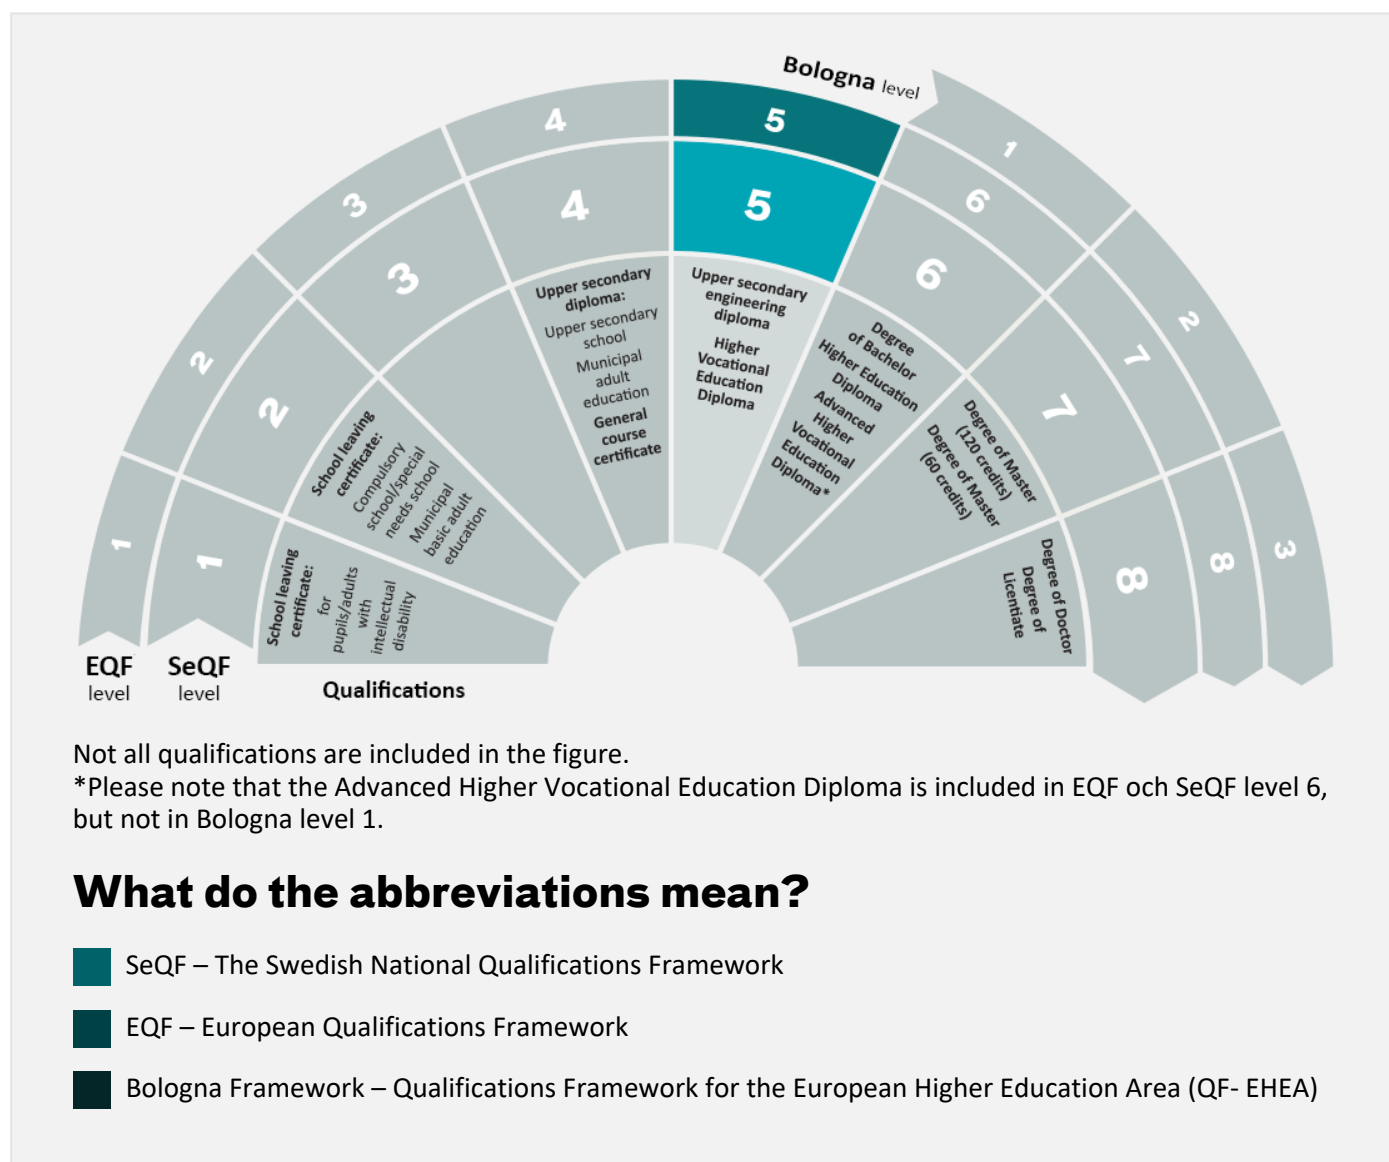 Bologna level
1
2
3
4
5
1
2
3
6
7
8
1
2
3
4
5
6
7
8
School leaving
certificate:
for
pupils/adults
with
intellectual
disability
School leaving
certificate:
Compulsory
school/special
needs school
Municipal
basic adult
education
Upper secondary
diploma:
Upper secondary
school
Municipal
adult
education
General
course
certificate
Upper secondary
engineering
diploma
Higher
Vocational
Education
Diploma
Degree
of Bachelor
Higher Education
Diploma
Advanced
Higher
Vocational
Education
Diploma*
Degree of Master
(120 credits)
Degree of Master
(60 credits)
Degree of Doctor
Degree of
Licentiate
EQF
level
SeQF
level
Qualifications
Not all qualifications are included in the figure.
*Please note that the Advanced Higher Vocational Education Diploma is included in EQF och SeQF level 6,
but not in Bologna level 1.
What do the abbreviations mean?
SeQF – The Swedish National Qualifications Framework
EQF – European Qualifications Framework
Bologna Framework – Qualifications Framework for the European Higher Education Area (QF- EHEA)